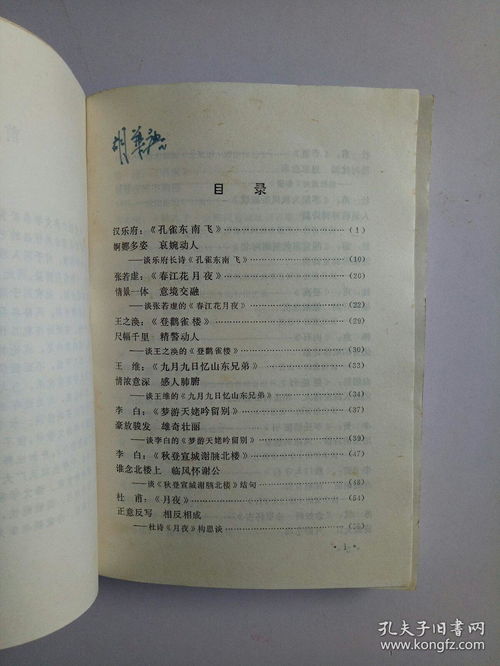 目录
汉乐府：《孔雀东南飞》……(1)
婀娜多姿 哀婉动人
——谈乐府长诗《孔雀东南飞》……(10)
张若虚：《春江花月夜》……(20)
情景一体 意境交融
——谈张若虚的《春江花月夜》……(22)
王之涣：《登鹳雀楼》……(29)
尺幅千里 精警动人
——谈王之涣的《登鹳雀楼》……(30)
王 维：《九月九日忆山东兄弟》……(33)
情浓意深 感人肺腑
——谈王维的《九月九日忆山东兄弟》……(34)
李 白：《梦游天姥吟留别》……(37)
豪放骏发 雄奇壮丽
——谈李白的《梦游天姥吟留别》……(39)
李 白：《秋登宣城谢朓北楼》……(47)
谁念北楼上 临风怀谢公
——谈《秋登宣城谢朓北楼》结句……(48)
杜 甫：《月夜》……(54)
正意反写 相反相成
——杜诗《月夜》构思谈……(55)
·1·
孔夫子旧书网
www.kongfz.com